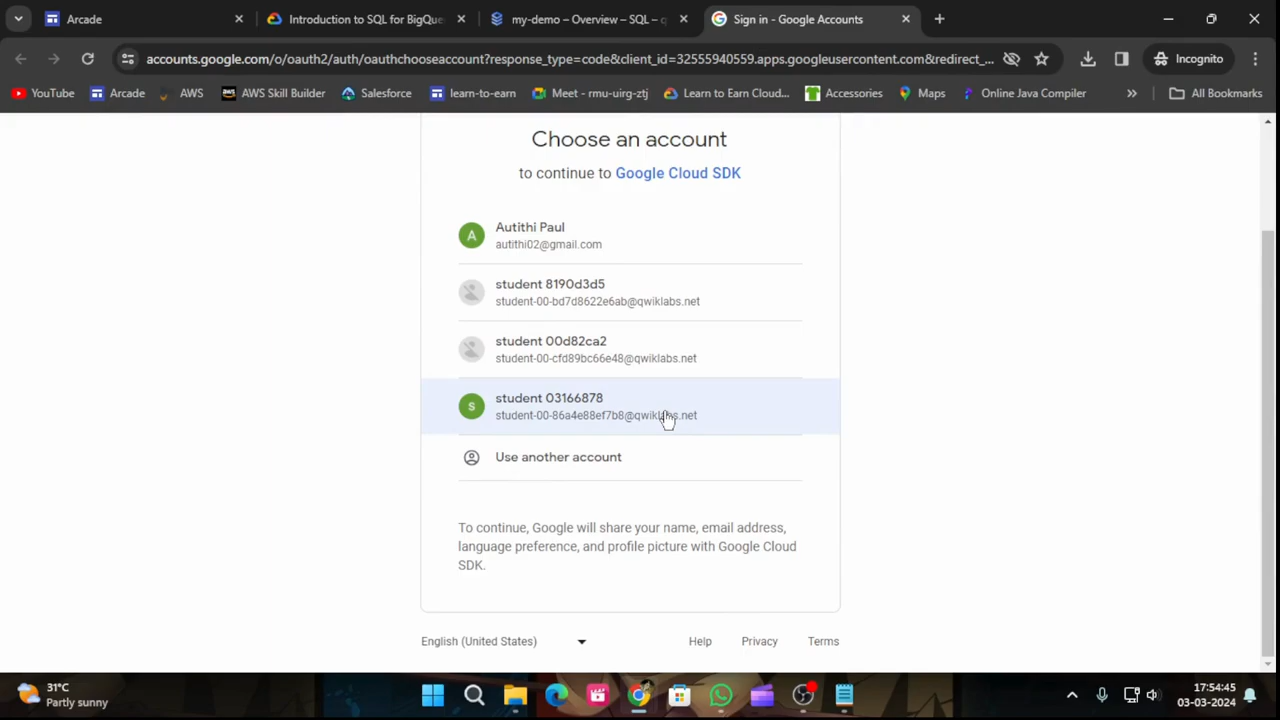 Arcade
Introduction to SQL for BigQue
my-demo – Overview – SQL – q
Sign in - Google Accounts
accounts.google.com/o/oauth2/auth/oauthchooseaccount?response_type=code&client_id=32555940559.apps.googleusercontent.com&redirect_...
Incognito
YouTube
Arcade
AWS
AWS Skill Builder
Salesforce
learn-to-earn
Meet - rmu-uirg-ztj
Learn to Earn Cloud...
Accessories
Maps
Online Java Compiler
All Bookmarks
Choose an account
to continue to Google Cloud SDK
A
Autithi Paul
autithi02@gmail.com
student 8190d3d5
student-00-bd7d8622e6ab@qwiklabs.net
student 00d82ca2
student-00-cfd89bc66e48@qwiklabs.net
s
student 03166878
student-00-86a4e88ef7b8@qwiklabs.net
Use another account
To continue, Google will share your name, email address,
language preference, and profile picture with Google Cloud
SDK.
English (United States)
Help
Privacy
Terms
31°C
Partly sunny
17:54:45
03-03-2024